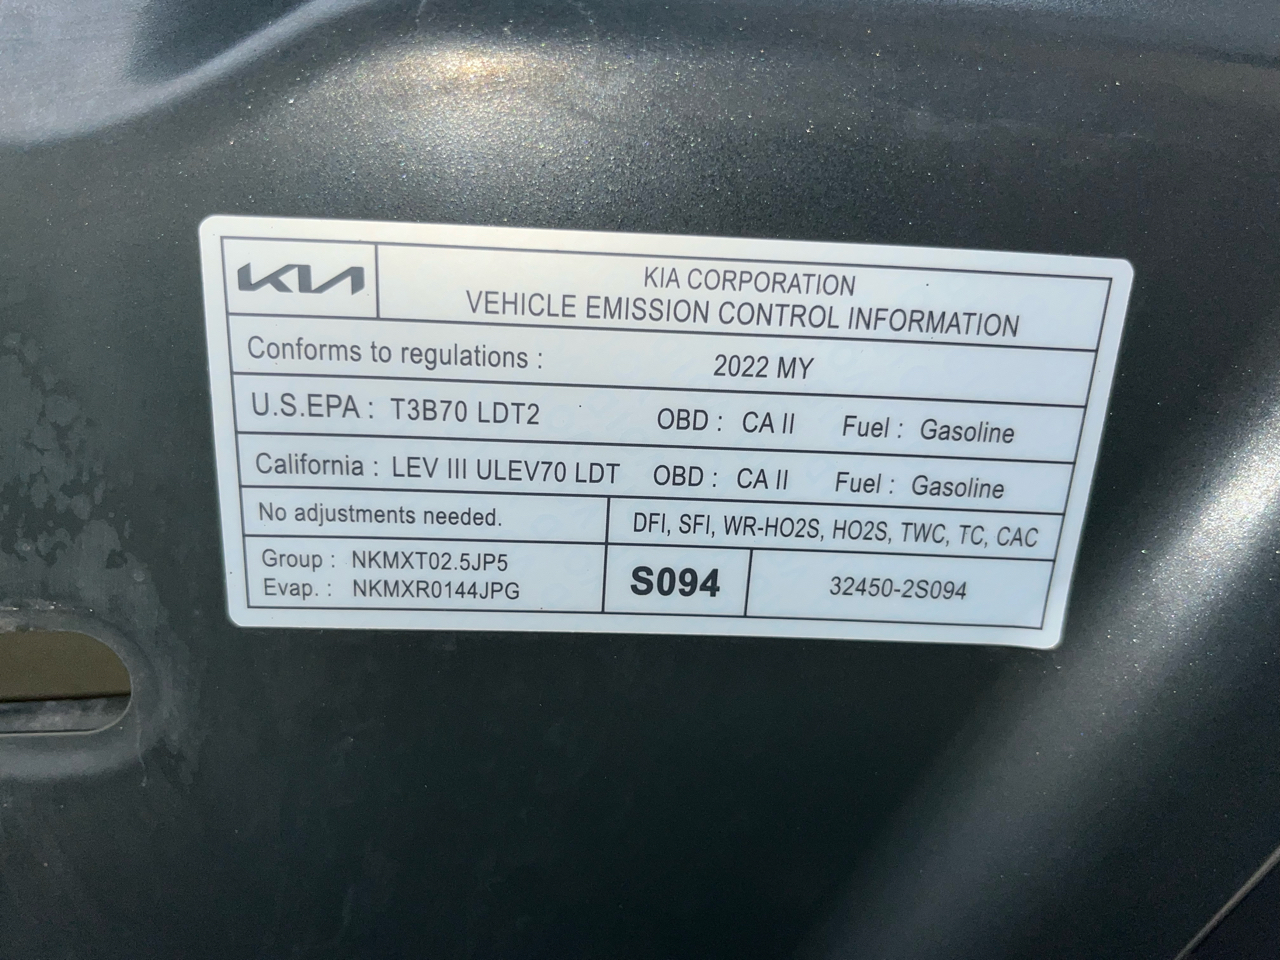 KIA
KIA CORPORATION
VEHICLE EMISSION CONTROL INFORMATION
Conforms to regulations : 2022 MY
U.S.EPA : T3B70 LDT2 OBD : CA II Fuel : Gasoline
California : LEV III ULEV70 LDT OBD : CA II Fuel : Gasoline
No adjustments needed. DFI, SFI, WR-HO2S, HO2S, TWC, TC, CAC
Group : NKMXT02.5JP5
Evap. : NKMXR0144JPG
S094
32450-2S094